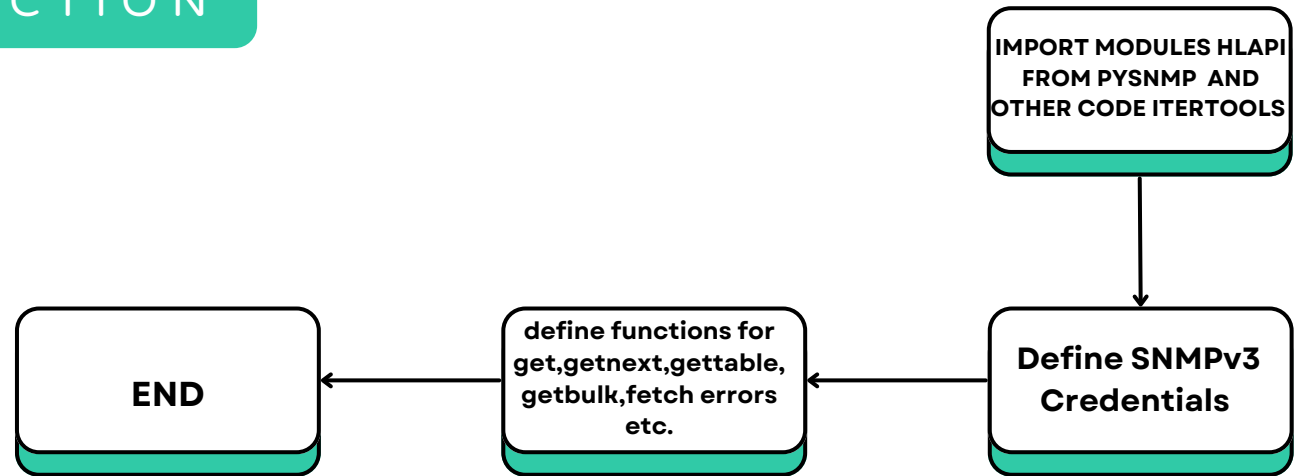 CTION
IMPORT MODULES HLAPI
FROM PYSNMP AND
OTHER CODE ITERTOOLS
Define SNMPv3
Credentials
define functions for
get,getnext,gettable,
getbulk,fetch errors
etc.
END